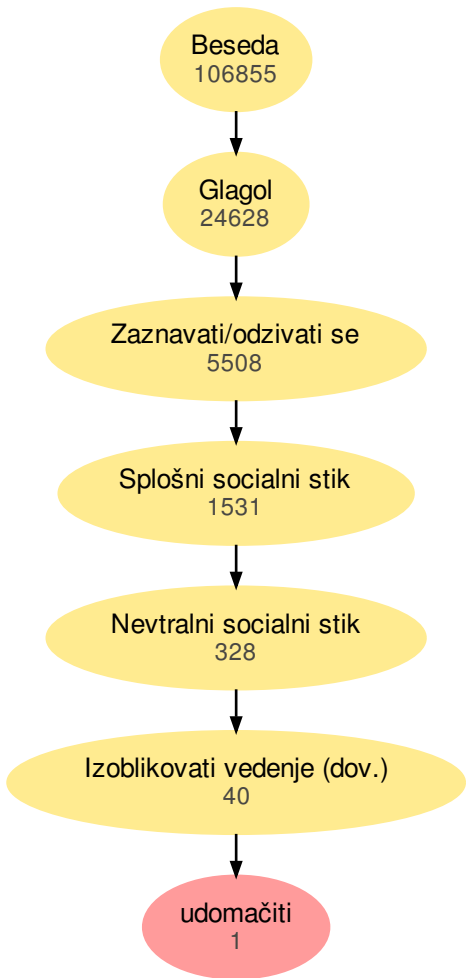 Beseda
106855
Glagol
24628
Zaznavati/odzivati se
5508
Splošni socialni stik
1531
Nevtralni socialni stik
328
Izoblikovati vedenje (dov.)
40
udomačiti
1